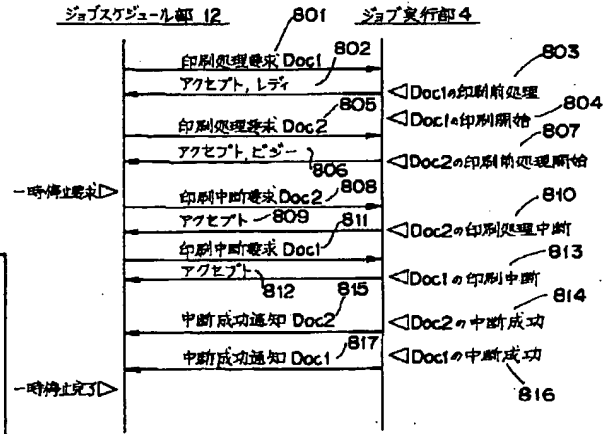 ジョブスケジュール部 12 ジョブ実行部4
801
印刷処理要求 Doc1
802
803
アクセプト, レディ
Doc1の印刷前処理
804
805
Doc1の印刷開始
印刷処理要求 Doc2
807
アクセプト, ビジー
806
Doc2の印刷前処理開始
一時停止要求
808
印刷中断要求 Doc2
810
アクセプト 809
811
Doc2の印刷処理中断
印刷中断要求 Doc1
813
アクセプト
812
Doc1の印刷中断
815
814
中断成功通知 Doc2
Doc2の中断成功
817
中断成功通知 Doc1
Doc1の中断成功
816
一時停止完了